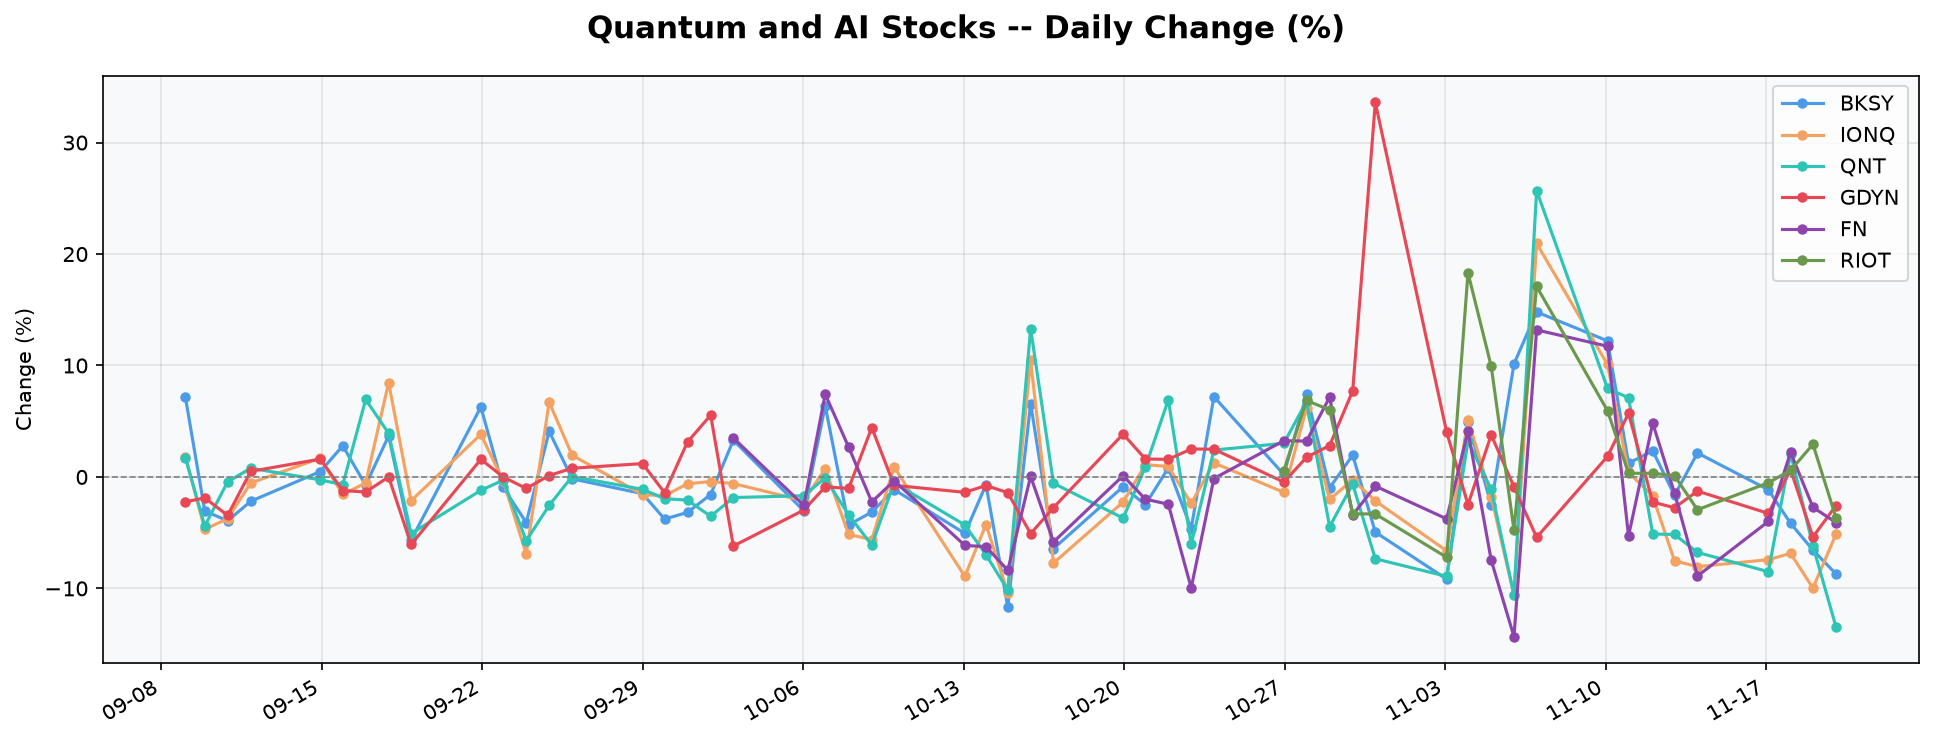 Quantum and AI Stocks -- Daily Change (%)
Change (%)
30
20
10
0
−10
09-08
09-15
09-22
09-29
10-06
10-13
10-20
10-27
11-03
11-10
11-17
BKSY
IONQ
QNT
GDYN
FN
RIOT